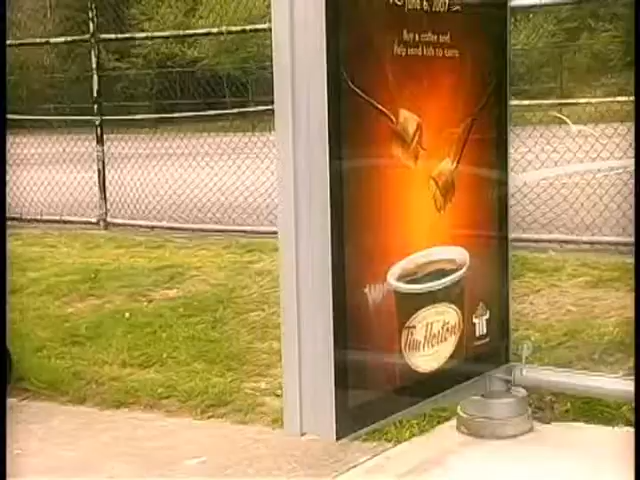 June 6, 2007
Buy a coffee and
help send kids to camp.
Tim Hortons